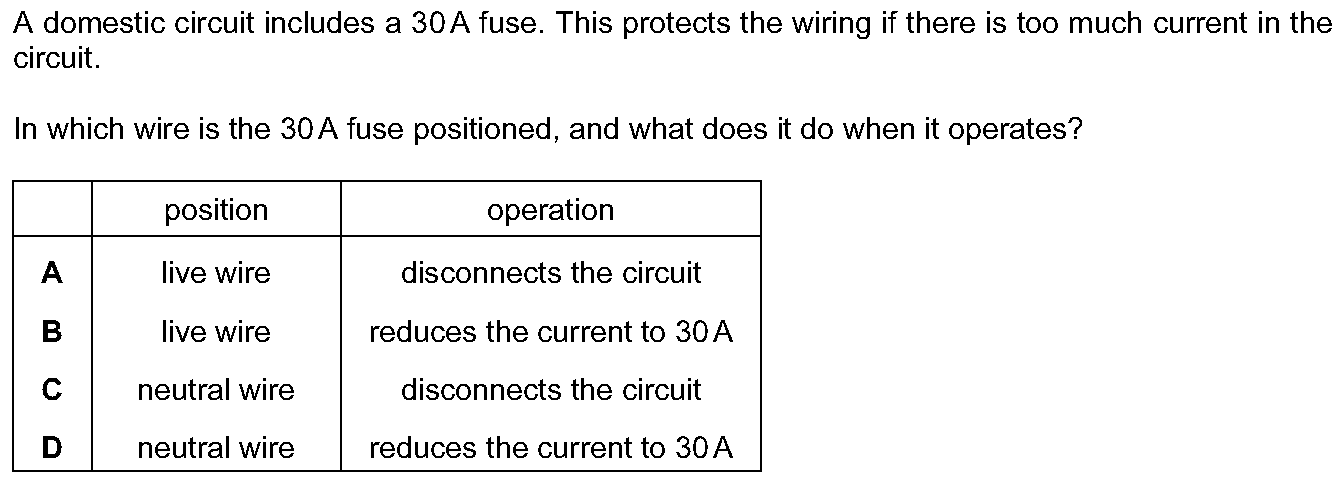 A domestic circuit includes a 30 A fuse. This protects the wiring if there is too much current in the
circuit.
In which wire is the 30 A fuse positioned, and what does it do when it operates?
position operation
A live wire disconnects the circuit
B live wire reduces the current to 30 A
C neutral wire disconnects the circuit
D neutral wire reduces the current to 30 A